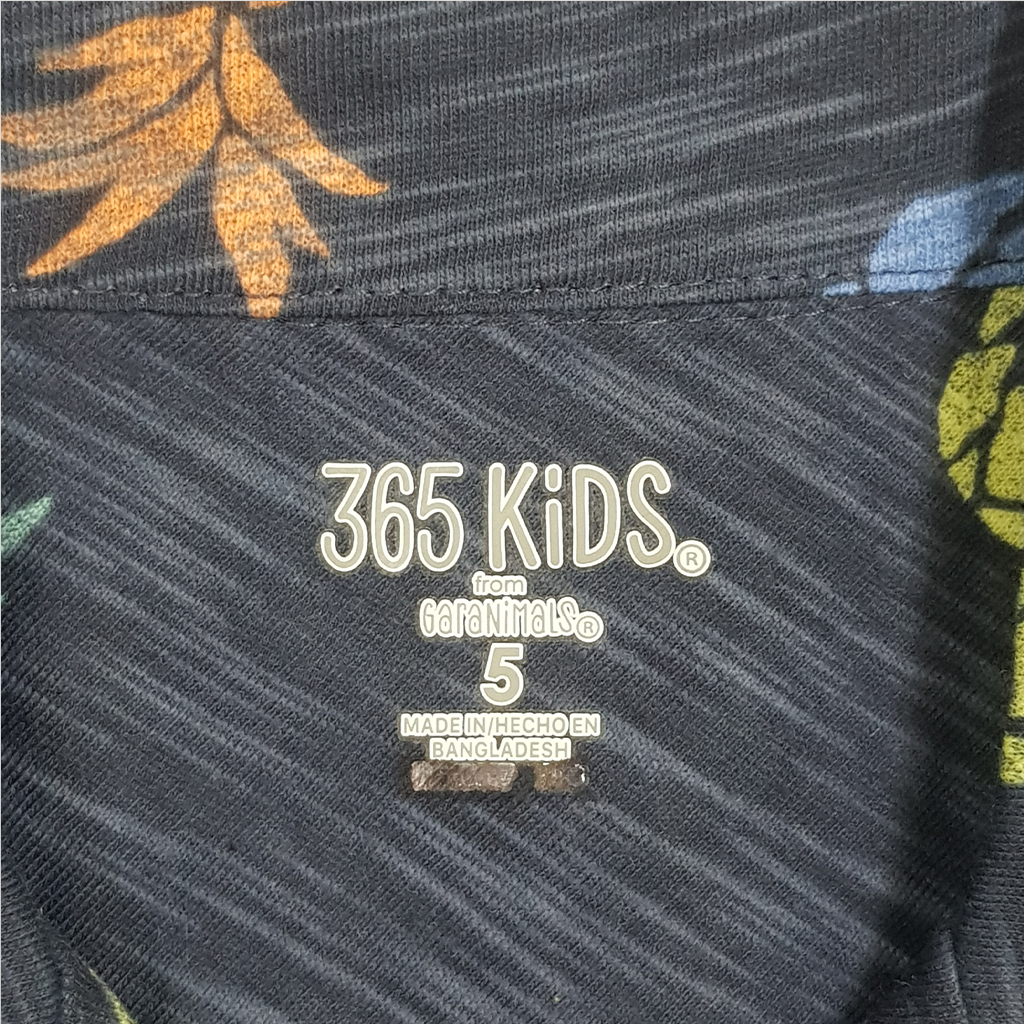 365 KiDS®
from
GaraNiMaLS®
5
MADE IN/HECHO EN
BANGLADESH